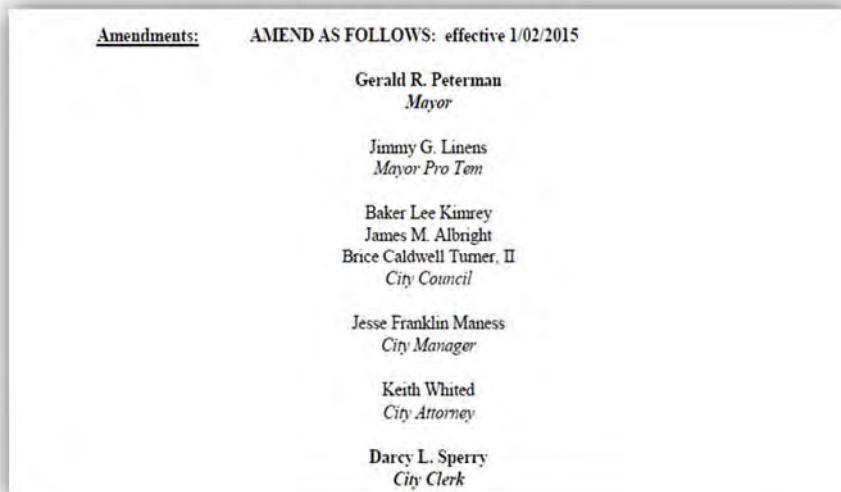 Amendments: AMEND AS FOLLOWS: effective 1/02/2015
Gerald R. Peterman
Mayor
Jimmy G. Linens
Mayor Pro Tem
Baker Lee Kimrey
James M. Albright
Brice Caldwell Turner, II
City Council
Jesse Franklin Maness
City Manager
Keith Whited
City Attorney
Darcy L. Sperry
City Clerk